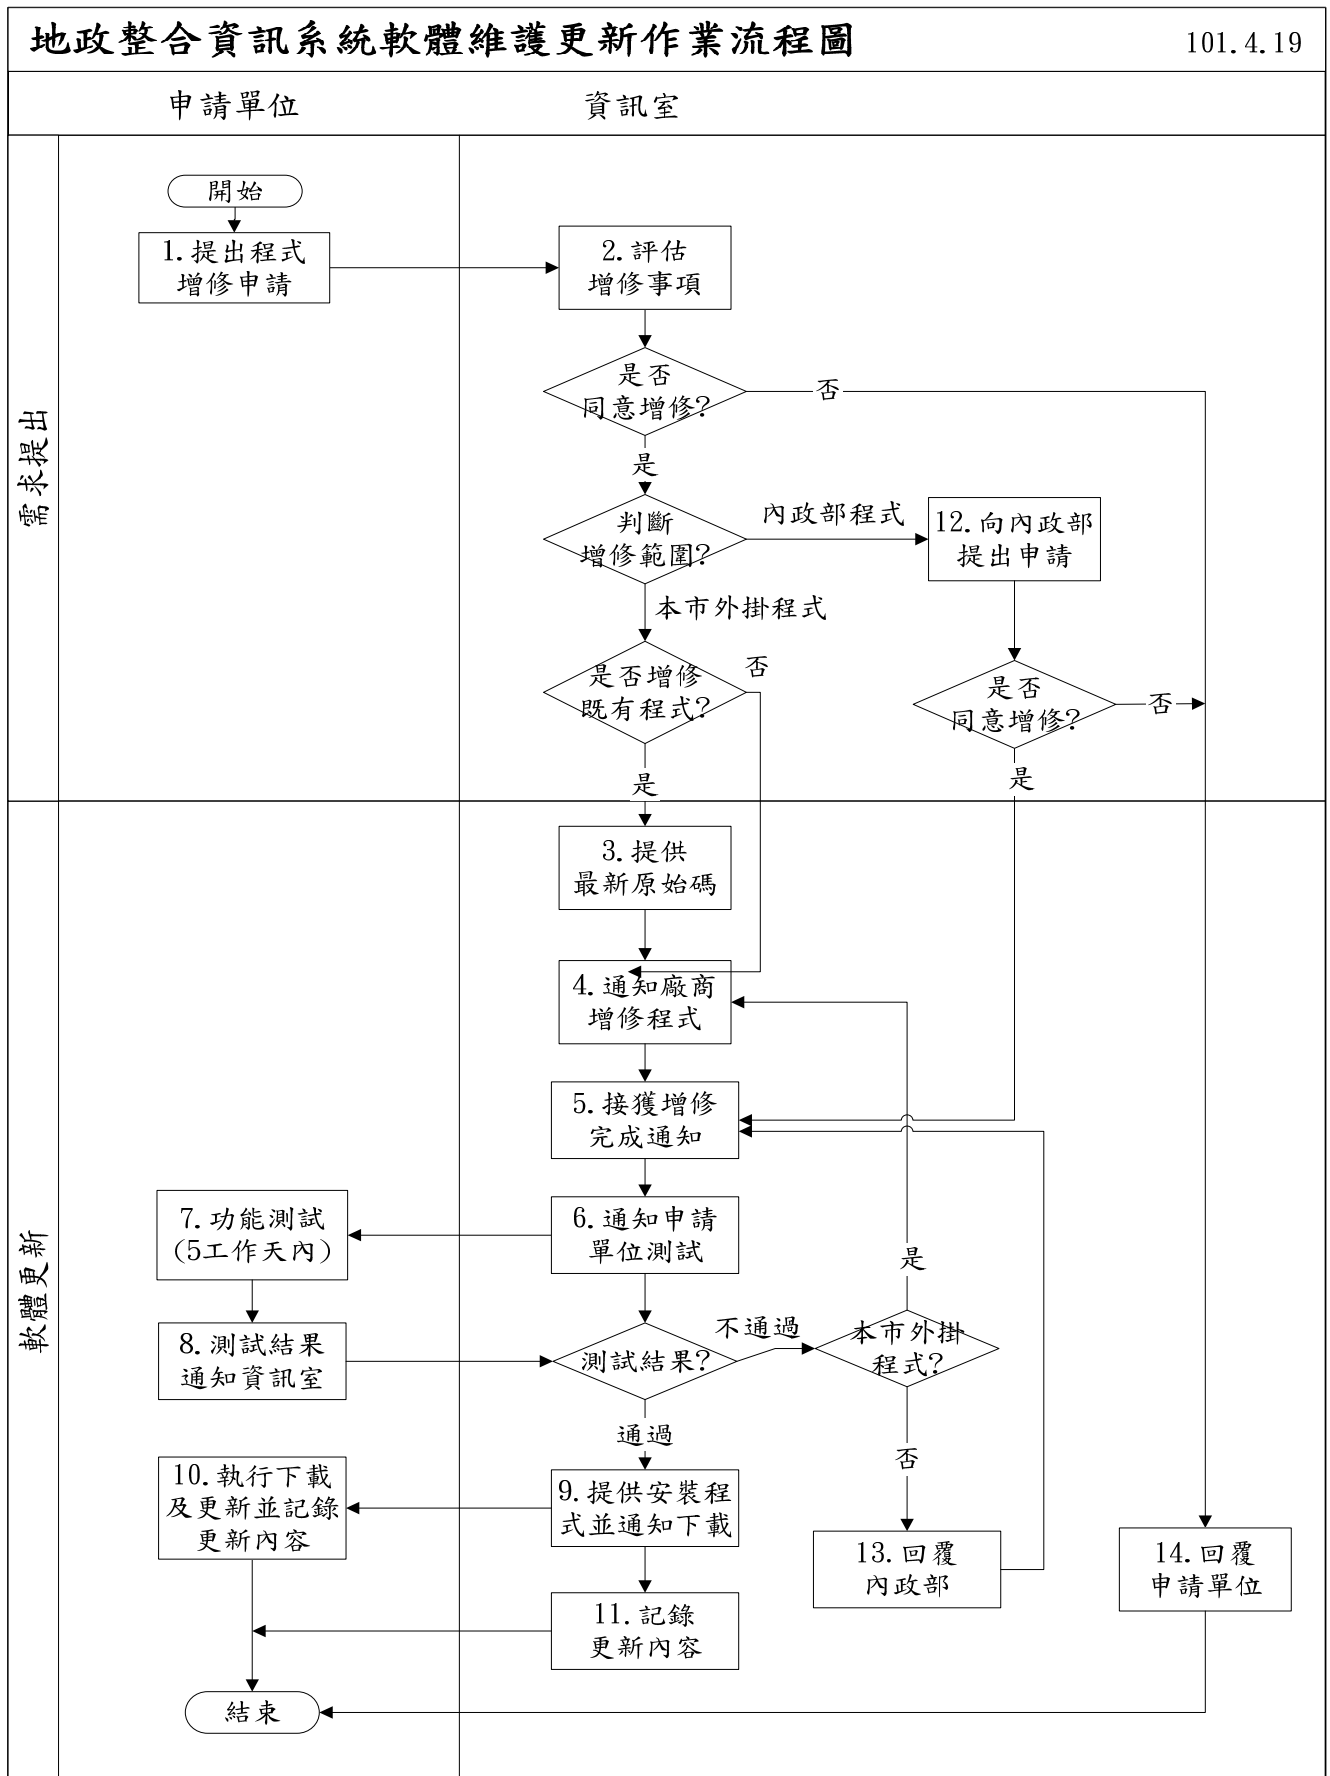 地政整合資訊系統軟體維護更新作業流程圖
101.4.19
申請單位
資訊室
需求提出
開始
1.提出程式
增修申請
2.評估
增修事項
是否
同意增修?
否
是
判斷
增修範圍?
內政部程式
12.向內政部
提出申請
本市外掛程式
是否增修
既有程式?
否
是否
同意增修?
否
是
是
軟體更新
3.提供
最新原始碼
4.通知廠商
增修程式
5.接獲增修
完成通知
6.通知申請
單位測試
7.功能測試
(5工作天內)
是
8.測試結果
通知資訊室
測試結果?
不通過
本市外掛
程式?
通過
否
10.執行下載
及更新並記錄
更新內容
9.提供安裝程
式並通知下載
13.回覆
內政部
14.回覆
申請單位
11.記錄
更新內容
結束